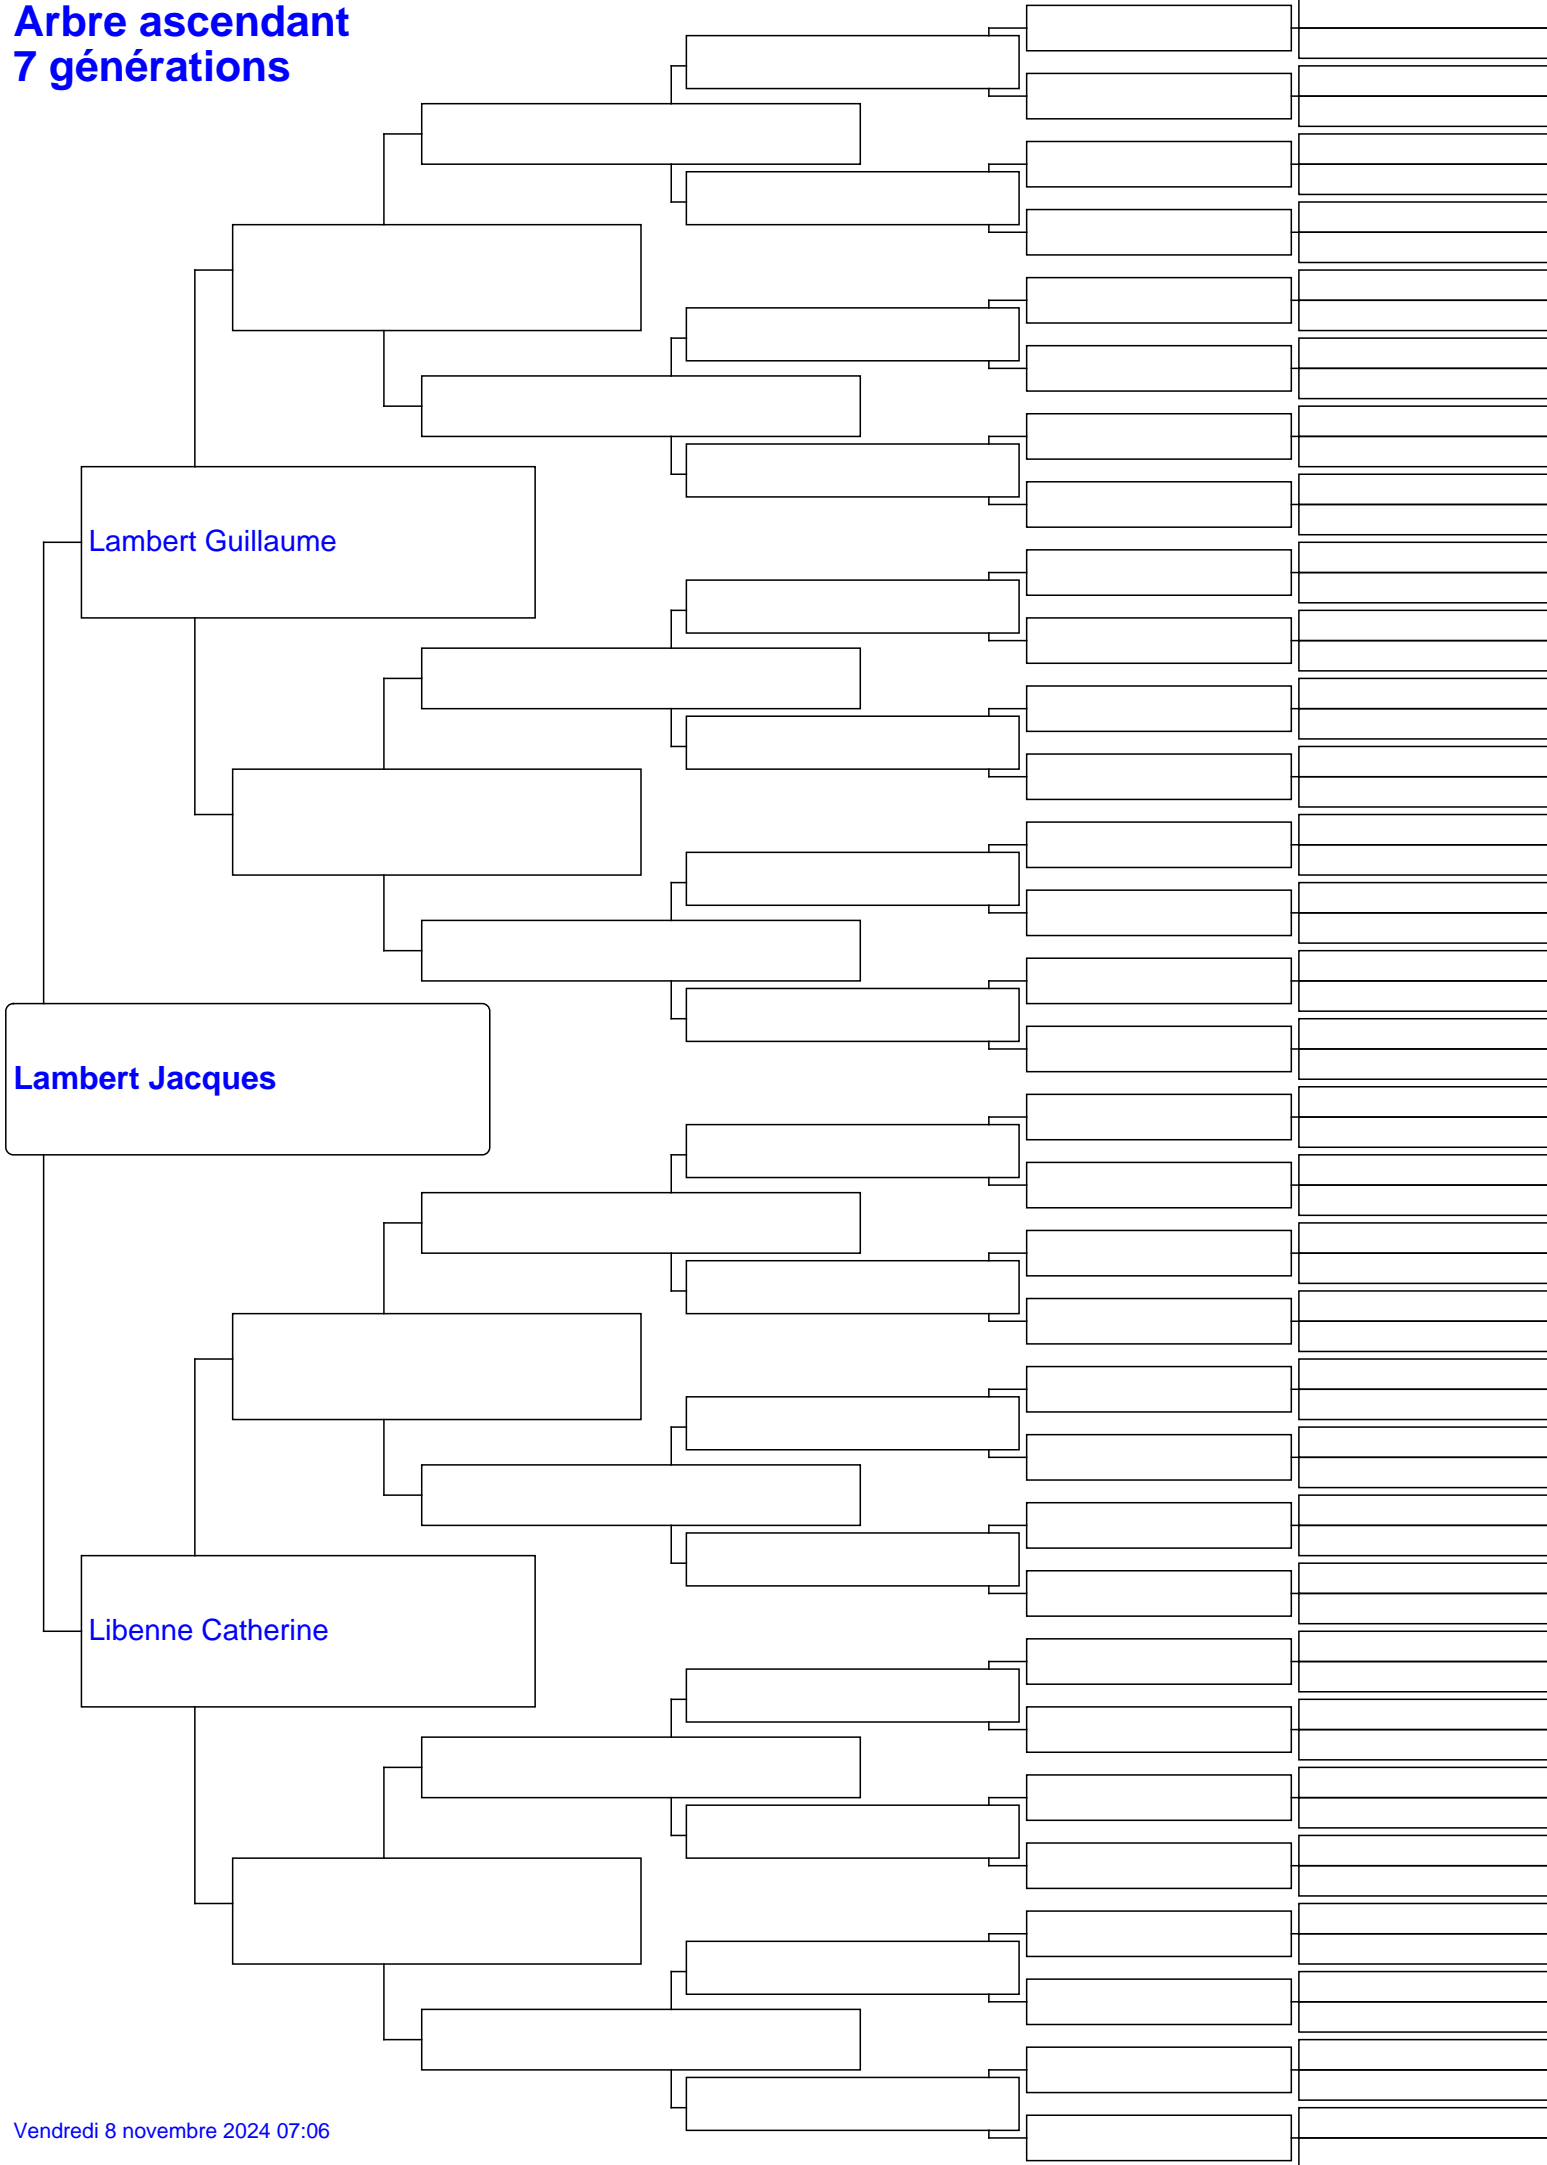 Arbre ascendant
7 générations
Lambert Guillaume
Lambert Jacques
Libenne Catherine
Vendredi 8 novembre 2024 07:06